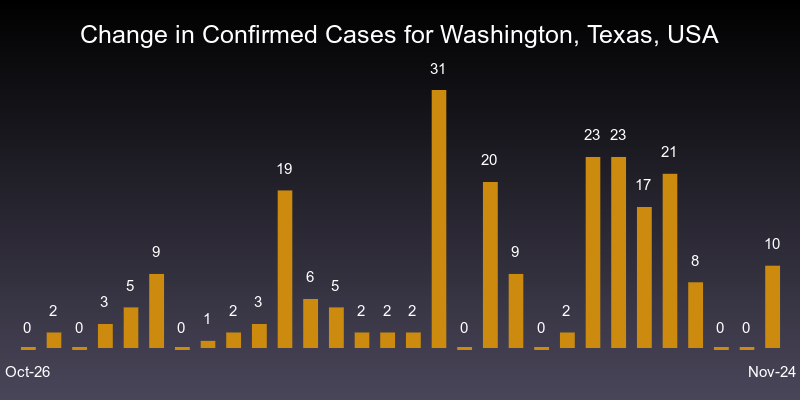 Change in Confirmed Cases for Washington, Texas, USA
0 2 0 3 5 9 0 1 2 3 19 6 5 2 2 2 31 0 20 9 0 2 23 23 17 21 8 0 0 10
Oct-26 Nov-24